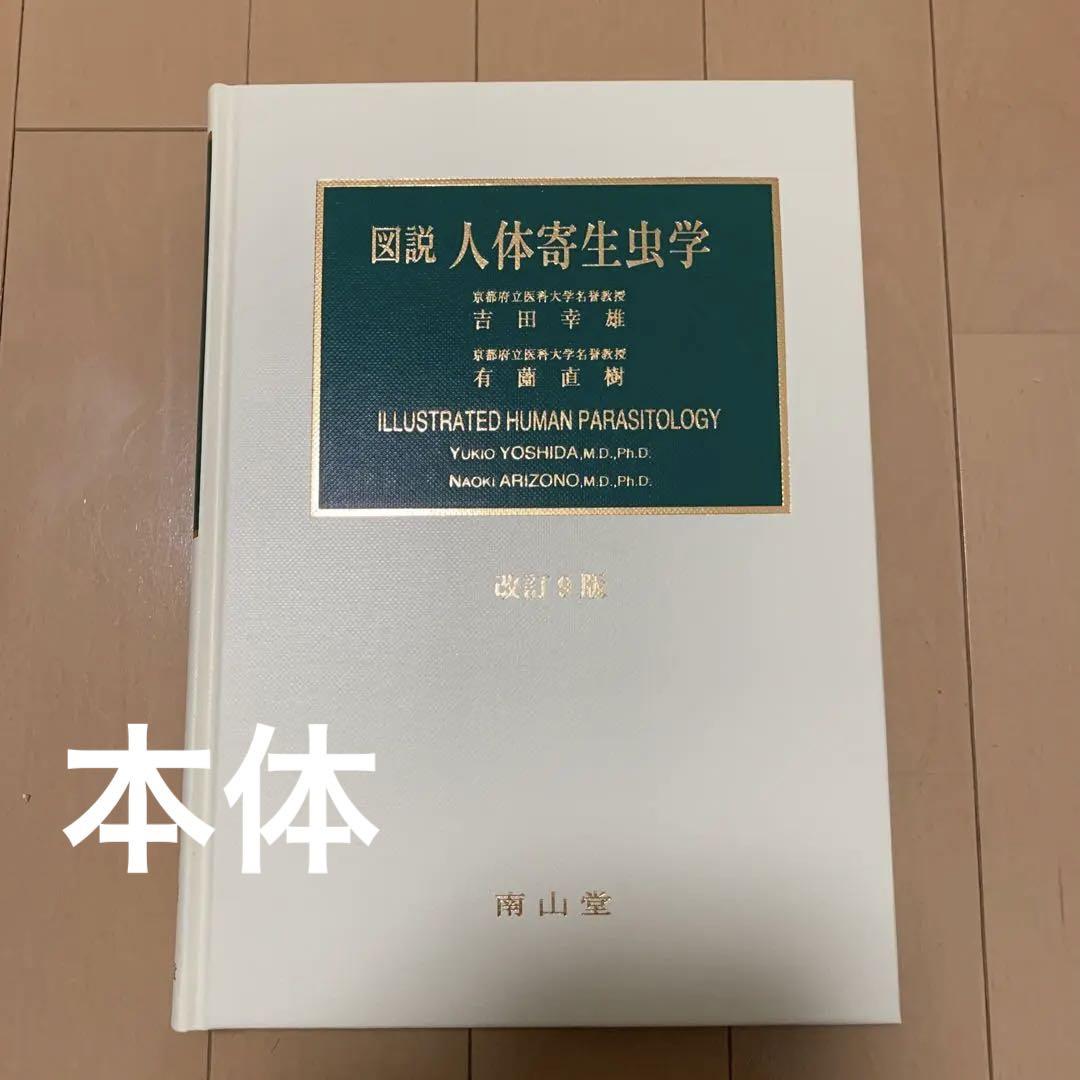 図説 人体寄生虫学
京都府立医科大学名誉教授
吉田幸雄
京都府立医科大学名誉教授
有薗直樹
ILLUSTRATED HUMAN PARASITOLOGY
YUKIO YOSHIDA,M.D.,Ph.D.
NAOKI ARIZONO,M.D.,Ph.D.
改訂9版
本体
南山堂